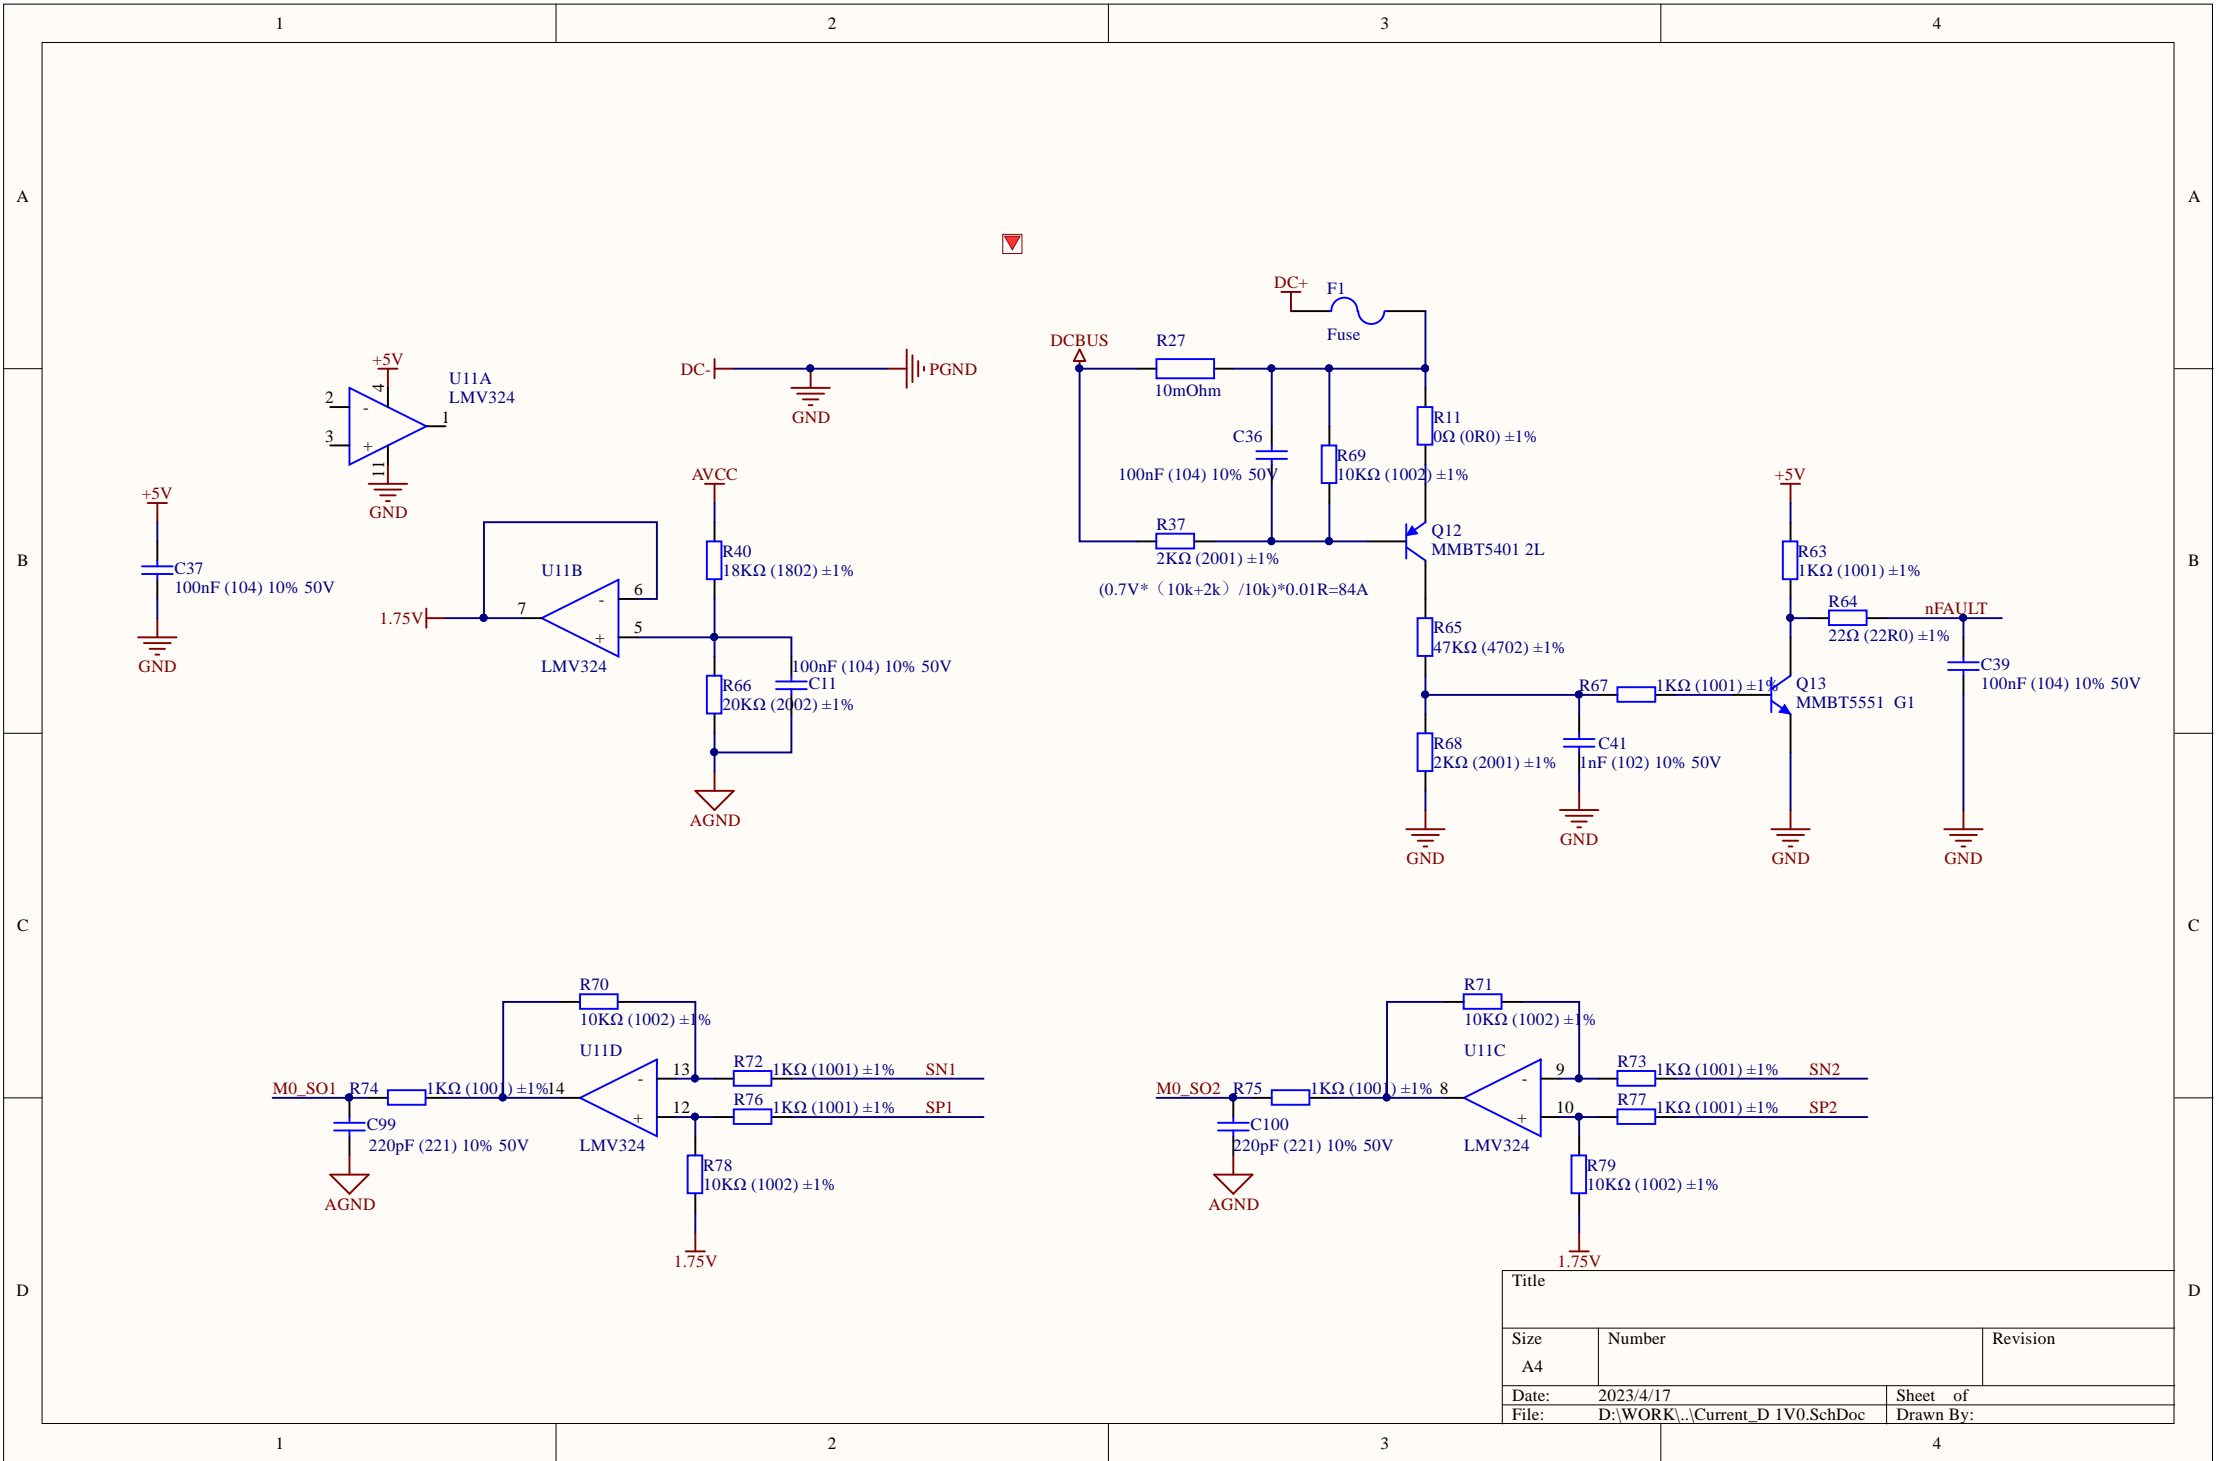 1 2 3 4
A A
DC+
F1
Fuse
DCBUS
R27
10mOhm
+5V
4
U11A
LMV324
2
-
1
3
+
11
GND
DC-
PGND
GND
R11
0Ω (0R0) ±1%
C36
100nF (104) 10% 50V
R69
10KΩ (1002) ±1%
AVCC
+5V
+5V
R37
2KΩ (2001) ±1%
Q12
MMBT5401 2L
(0.7V*（10k+2k）/10k)*0.01R=84A
B B
C37
100nF (104) 10% 50V
GND
U11B
R40
18KΩ (1802) ±1%
1.75V
7
-
6
+
5
LMV324
100nF (104) 10% 50V
C11
R66
20KΩ (2002) ±1%
AGND
R63
1KΩ (1001) ±1%
R64
22Ω (22R0) ±1%
nFAULT
R65
47KΩ (4702) ±1%
C39
100nF (104) 10% 50V
R67
1KΩ (1001) ±1%
Q13
MMBT5551 G1
R68
2KΩ (2001) ±1%
C41
1nF (102) 10% 50V
GND
GND
GND
GND
C C
R70
10KΩ (1002) ±1%
U11D
13
-
R72
1KΩ (1001) ±1%
SN1
M0_SO1
R74
1KΩ (1001) ±1%
14
12
+
R76
1KΩ (1001) ±1%
SP1
C99
220pF (221) 10% 50V
LMV324
R78
10KΩ (1002) ±1%
AGND
1.75V
R71
10KΩ (1002) ±1%
U11C
9
-
R73
1KΩ (1001) ±1%
SN2
M0_SO2
R75
1KΩ (1001) ±1%
8
10
+
R77
1KΩ (1001) ±1%
SP2
C100
220pF (221) 10% 50V
LMV324
R79
10KΩ (1002) ±1%
AGND
1.75V
D D
Title
Size
A4
Number
Revision
Date: 2023/4/17
Sheet of
File: D:\WORK\..\Current_D 1V0.SchDoc
Drawn By:
1 2 3 4